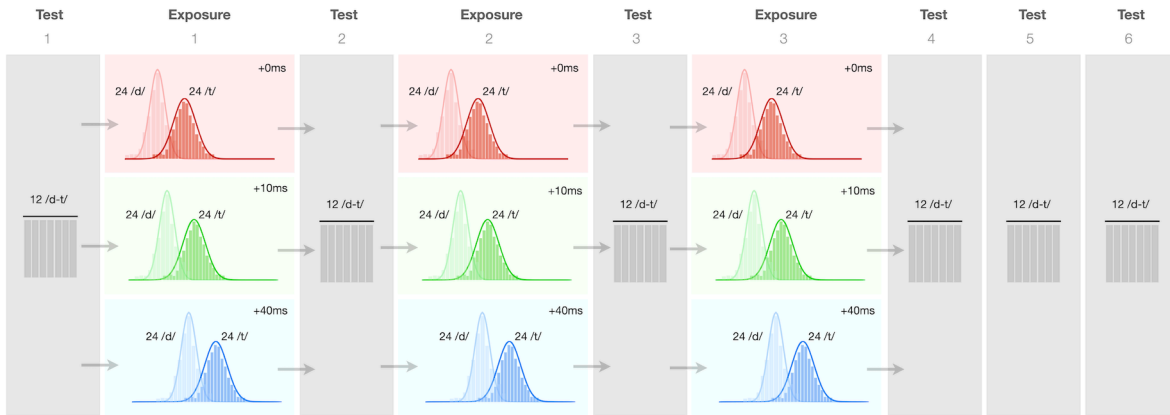 Test Exposure Test Exposure Test Exposure Test Test Test
1 1 2 2 3 3 4 5 6
+0ms +0ms +0ms
24 /d/ 24 /t/ 24 /d/ 24 /t/ 24 /d/ 24 /t/
+10ms +10ms +10ms
12 /d-t/ 12 /d-t/ 12 /d-t/ 12 /d-t/ 12 /d-t/ 12 /d-t/
24 /d/ 24 /t/ 24 /d/ 24 /t/ 24 /d/ 24 /t/
+40ms +40ms +40ms
24 /d/ 24 /t/ 24 /d/ 24 /t/ 24 /d/ 24 /t/